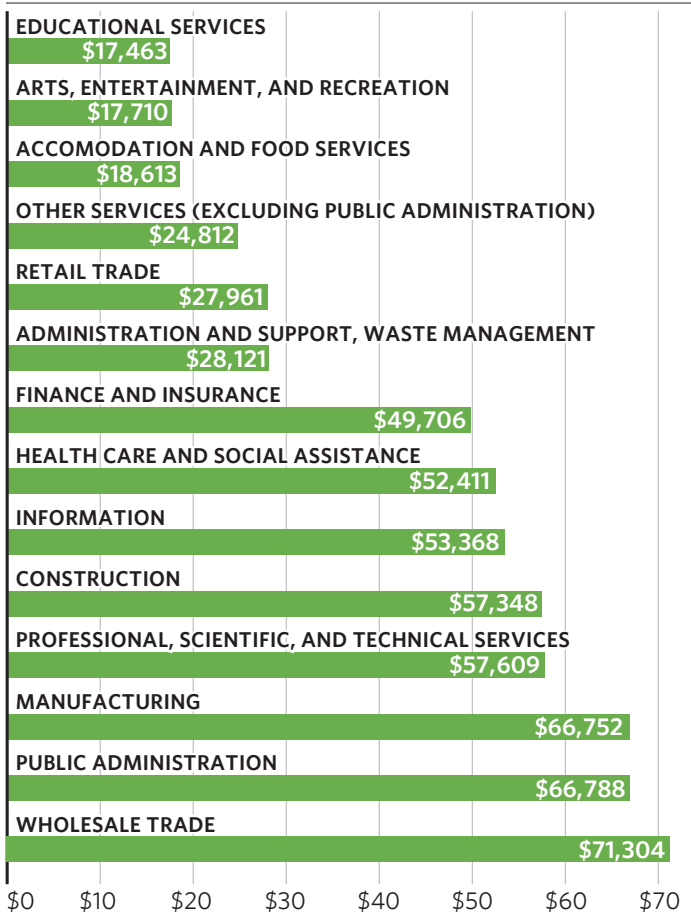 EDUCATIONAL SERVICES
$17,463
ARTS, ENTERTAINMENT, AND RECREATION
$17,710
ACCOMODATION AND FOOD SERVICES
$18,613
OTHER SERVICES (EXCLUDING PUBLIC ADMINISTRATION)
$24,812
RETAIL TRADE
$27,961
ADMINISTRATION AND SUPPORT, WASTE MANAGEMENT
$28,121
FINANCE AND INSURANCE
$49,706
HEALTH CARE AND SOCIAL ASSISTANCE
$52,411
INFORMATION
$53,368
CONSTRUCTION
$57,348
PROFESSIONAL, SCIENTIFIC, AND TECHNICAL SERVICES
$57,609
MANUFACTURING
$66,752
PUBLIC ADMINISTRATION
$66,788
WHOLESALE TRADE
$71,304
$0 $10 $20 $30 $40 $50 $60 $70